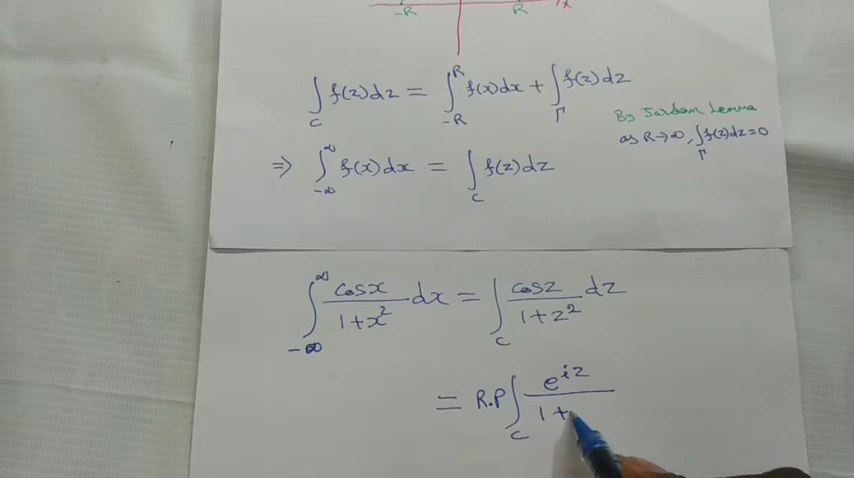 -R R x
∫_C f(z)dz = ∫_{-R}^{R} f(x)dx + ∫_Γ f(z)dz
By Jordan Lemma
as R→∞, ∫_Γ f(z)dz=0
⇒ ∫_{-∞}^{∞} f(x)dx = ∫_C f(z)dz
∫_{-∞}^{∞} cosx/(1+x²) dx = ∫_C cosz/(1+z²) dz
= R.P ∫_C e^{iz}/(1+